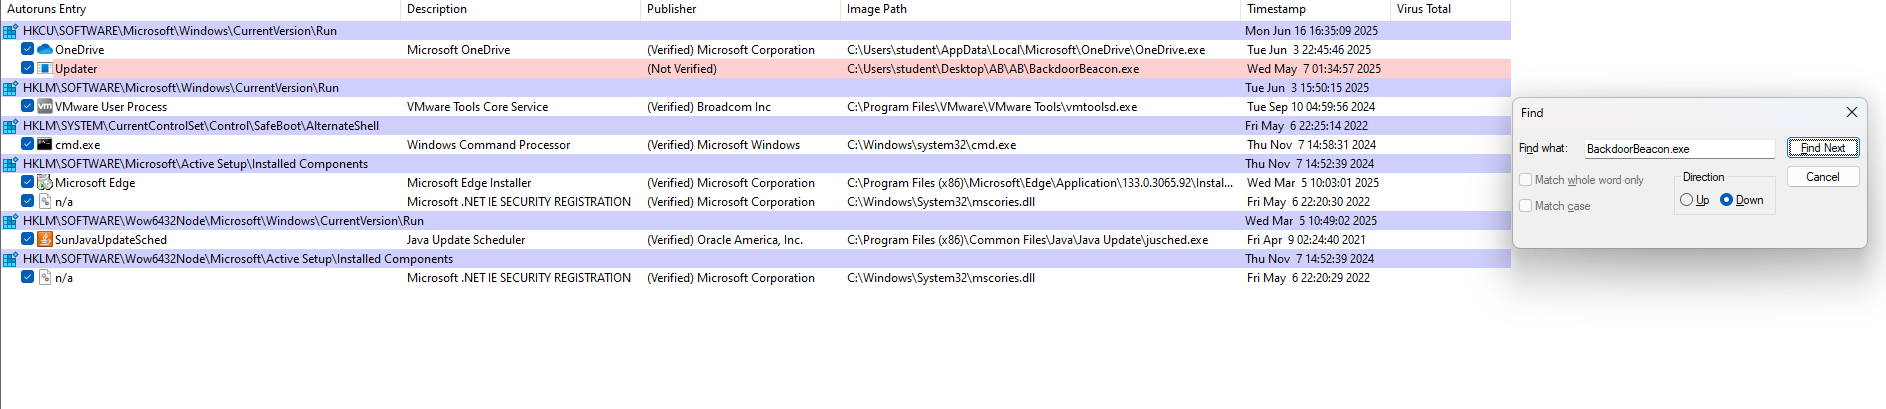 Autoruns Entry Description Publisher Image Path Timestamp Virus Total
HKCU\SOFTWARE\Microsoft\Windows\CurrentVersion\Run Mon Jun 16 16:35:09 2025
OneDrive Microsoft OneDrive (Verified) Microsoft Corporation C:\Users\student\AppData\Local\Microsoft\OneDrive\OneDrive.exe Tue Jun 3 22:45:46 2025
Updater (Not Verified) C:\Users\student\Desktop\AB\AB\BackdoorBeacon.exe Wed May 7 01:34:57 2025
HKLM\SOFTWARE\Microsoft\Windows\CurrentVersion\Run Tue Jun 3 15:50:15 2025
vm VMware User Process VMware Tools Core Service (Verified) Broadcom Inc C:\Program Files\VMware\VMware Tools\vmtoolsd.exe Tue Sep 10 04:59:56 2024
HKLM\SYSTEM\CurrentControlSet\Control\SafeBoot\AlternateShell Fri May 6 22:25:14 2022
cmd.exe Windows Command Processor (Verified) Microsoft Windows C:\Windows\system32\cmd.exe Thu Nov 7 14:58:31 2024
HKLM\SOFTWARE\Microsoft\Active Setup\Installed Components Thu Nov 7 14:52:39 2024
Microsoft Edge Microsoft Edge Installer (Verified) Microsoft Corporation C:\Program Files (x86)\Microsoft\Edge\Application\133.0.3065.92\Instal... Wed Mar 5 10:03:01 2025
n/a Microsoft .NET IE SECURITY REGISTRATION (Verified) Microsoft Corporation C:\Windows\System32\mscories.dll Fri May 6 22:20:30 2022
HKLM\SOFTWARE\Wow6432Node\Microsoft\Windows\CurrentVersion\Run Wed Mar 5 10:49:02 2025
SunJavaUpdateSched Java Update Scheduler (Verified) Oracle America, Inc. C:\Program Files (x86)\Common Files\Java\Java Update\jusched.exe Fri Apr 9 02:24:40 2021
HKLM\SOFTWARE\Wow6432Node\Microsoft\Active Setup\Installed Components Thu Nov 7 14:52:39 2024
n/a Microsoft .NET IE SECURITY REGISTRATION (Verified) Microsoft Corporation C:\Windows\System32\mscories.dll Fri May 6 22:20:29 2022
Find
Find what: BackdoorBeacon.exe Find Next
Match whole word only Direction Cancel
Match case Up Down